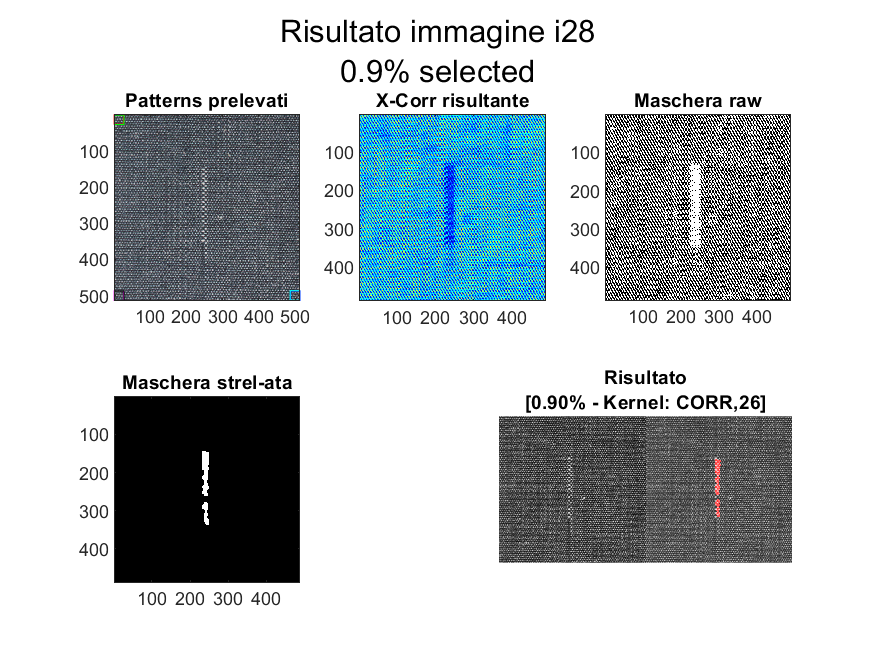 Risultato immagine i28
0.9% selected
Patterns prelevati
100
200
300
400
500
100 200 300 400 500
X-Corr risultante
100
200
300
400
100 200 300 400
Maschera raw
100
200
300
400
100 200 300 400
Maschera strel-ata
100
200
300
400
100 200 300 400
Risultato
[0.90% - Kernel: CORR,26]